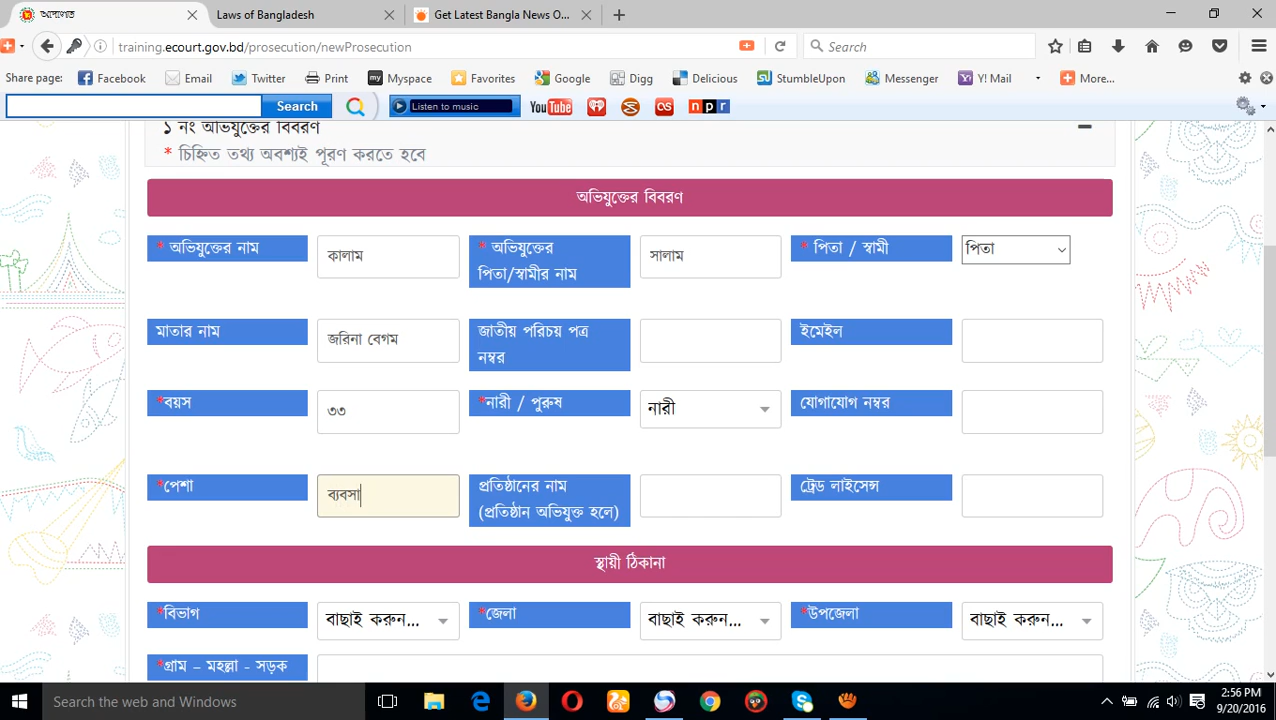 আদালত
Laws of Bangladesh
Get Latest Bangla News O...
training.ecourt.gov.bd/prosecution/newProsecution
Search
Share page:
Facebook
Email
Twitter
Print
Myspace
Favorites
Google
Digg
Delicious
StumbleUpon
Messenger
Y! Mail
More...
Search
Listen to music
YouTube
npr
১ নং অভিযুক্তের বিবরণ
* চিহ্নিত তথ্য অবশ্যই পূরণ করতে হবে
অভিযুক্তের বিবরণ
* অভিযুক্তের নাম
কালাম
* অভিযুক্তের
পিতা/স্বামীর নাম
সালাম
* পিতা / স্বামী
পিতা
মাতার নাম
জরিনা বেগম
জাতীয় পরিচয় পত্র
নম্বর
ইমেইল
*বয়স
৩৩
*নারী / পুরুষ
নারী
যোগাযোগ নম্বর
*পেশা
ব্যবসা
প্রতিষ্ঠানের নাম
(প্রতিষ্ঠান অভিযুক্ত হলে)
ট্রেড লাইসেন্স
স্থায়ী ঠিকানা
*বিভাগ
বাছাই করুন...
*জেলা
বাছাই করুন...
*উপজেলা
বাছাই করুন...
*গ্রাম – মহল্লা - সড়ক
Search the web and Windows
2:56 PM
9/20/2016